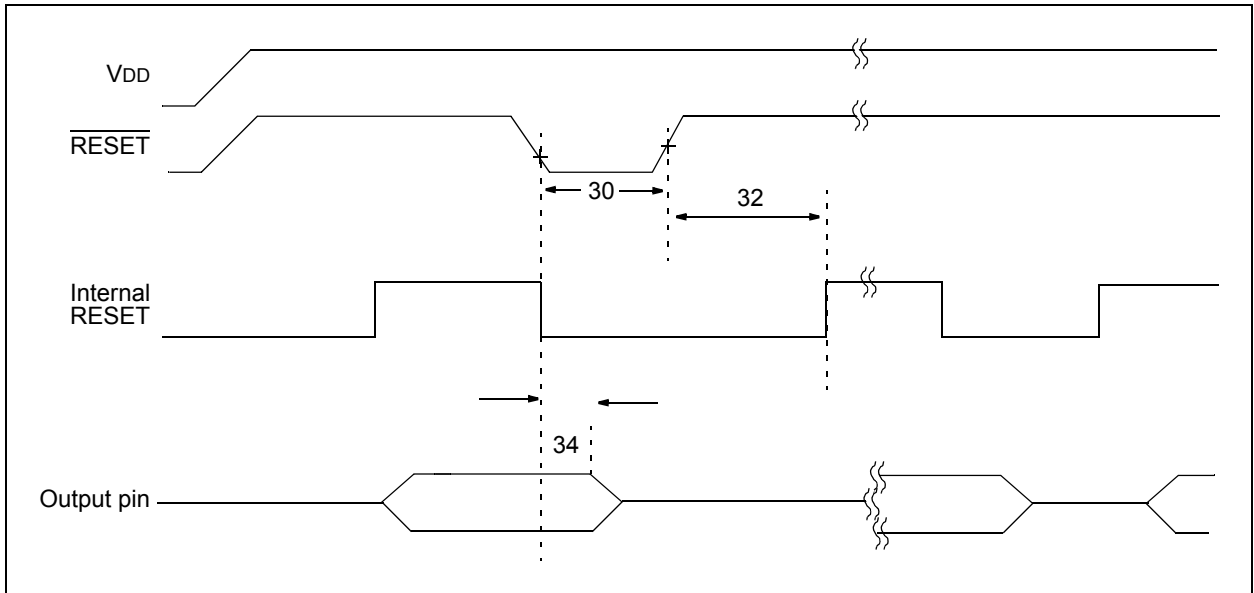 VDD
RESET
30
32
Internal
RESET
34
Output pin